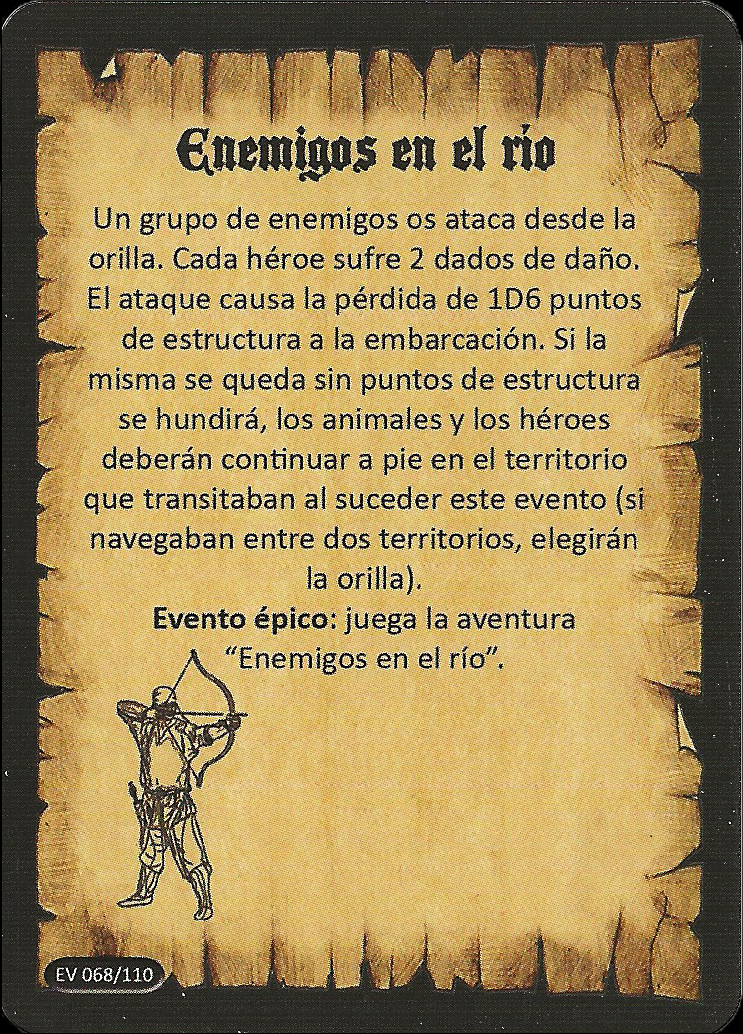 Enemigos en el río
Un grupo de enemigos os ataca desde la
orilla. Cada héroe sufre 2 dados de daño.
El ataque causa la pérdida de 1D6 puntos
de estructura a la embarcación. Si la
misma se queda sin puntos de estructura
se hundirá, los animales y los héroes
deberán continuar a pie en el territorio
que transitaban al suceder este evento (si
navegaban entre dos territorios, elegirán
la orilla).
Evento épico: juega la aventura
“Enemigos en el río”.
EV 068/110